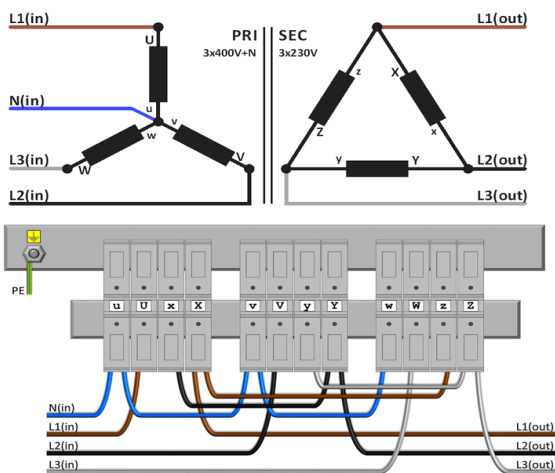 L1(in)
PRI
SEC
L1(out)
U
3x400V+N
3x230V
z
X
N(in)
u
v
w
Z
x
L3(in)
W
V
y
Y
L2(out)
L2(in)
L3(out)
PE
u U x X v V y Y w W z Z
N(in)
L1(in)
L1(out)
L2(in)
L2(out)
L3(in)
L3(out)